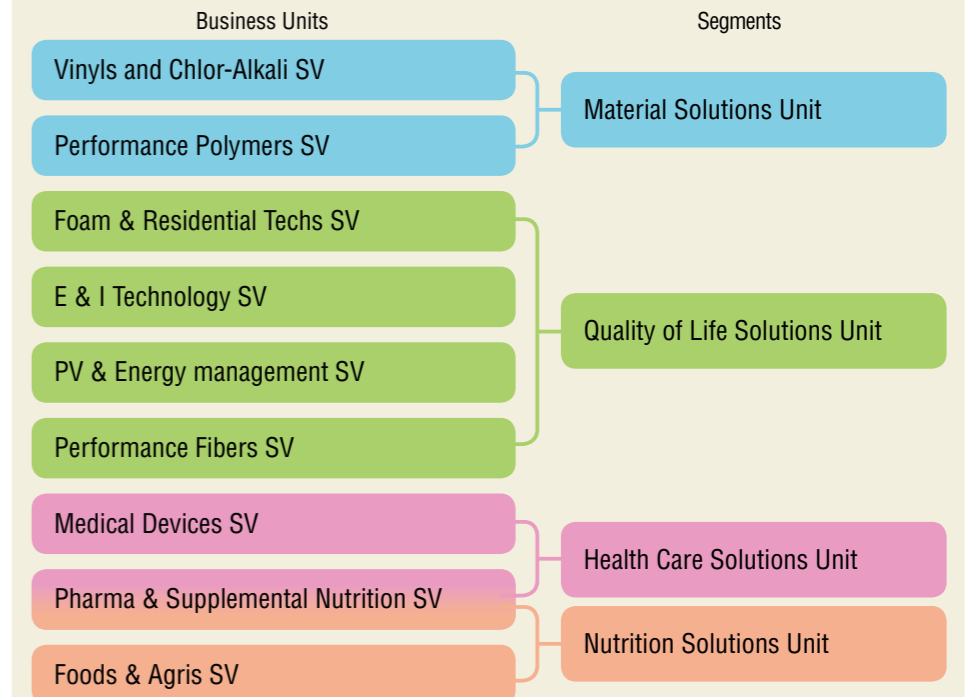 Business Units
Segments
Vinyls and Chlor-Alkali SV
Performance Polymers SV
Material Solutions Unit
Foam & Residential Techs SV
E & I Technology SV
PV & Energy management SV
Performance Fibers SV
Quality of Life Solutions Unit
Medical Devices SV
Pharma & Supplemental Nutrition SV
Foods & Agris SV
Health Care Solutions Unit
Nutrition Solutions Unit